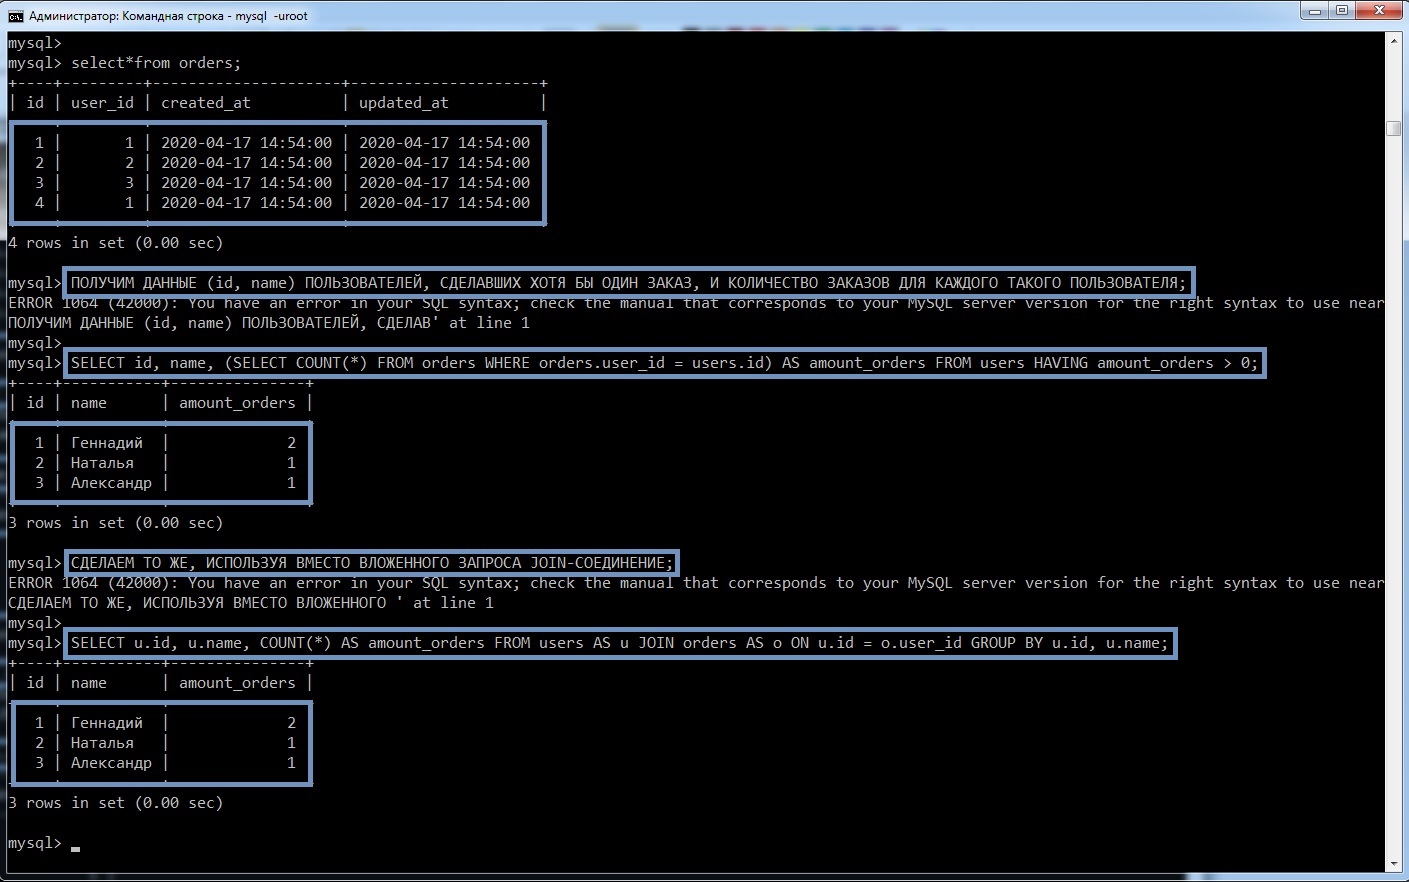 Администратор: Командная строка - mysql  -uroot
mysql>
mysql> select*from orders;
+----+---------+---------------------+---------------------+
| id | user_id | created_at          | updated_at          |
1 |       1 | 2020-04-17 14:54:00 | 2020-04-17 14:54:00
2 |       2 | 2020-04-17 14:54:00 | 2020-04-17 14:54:00
3 |       3 | 2020-04-17 14:54:00 | 2020-04-17 14:54:00
4 |       1 | 2020-04-17 14:54:00 | 2020-04-17 14:54:00
4 rows in set (0.00 sec)
mysql> ПОЛУЧИМ ДАННЫЕ (id, name) ПОЛЬЗОВАТЕЛЕЙ, СДЕЛАВШИХ ХОТЯ БЫ ОДИН ЗАКАЗ, И КОЛИЧЕСТВО ЗАКАЗОВ ДЛЯ КАЖДОГО ТАКОГО ПОЛЬЗОВАТЕЛЯ;
ERROR 1064 (42000): You have an error in your SQL syntax; check the manual that corresponds to your MySQL server version for the right syntax to use near
ПОЛУЧИМ ДАННЫЕ (id, name) ПОЛЬЗОВАТЕЛЕЙ, СДЕЛАВ' at line 1
mysql>
mysql> SELECT id, name, (SELECT COUNT(*) FROM orders WHERE orders.user_id = users.id) AS amount_orders FROM users HAVING amount_orders > 0;
+----+-----------+---------------+
| id | name      | amount_orders |
1 | Геннадий  |             2
2 | Наталья   |             1
3 | Александр |             1
3 rows in set (0.00 sec)
mysql> СДЕЛАЕМ ТО ЖЕ, ИСПОЛЬЗУЯ ВМЕСТО ВЛОЖЕННОГО ЗАПРОСА JOIN-СОЕДИНЕНИЕ;
ERROR 1064 (42000): You have an error in your SQL syntax; check the manual that corresponds to your MySQL server version for the right syntax to use near
СДЕЛАЕМ ТО ЖЕ, ИСПОЛЬЗУЯ ВМЕСТО ВЛОЖЕННОГО ' at line 1
mysql>
mysql> SELECT u.id, u.name, COUNT(*) AS amount_orders FROM users AS u JOIN orders AS o ON u.id = o.user_id GROUP BY u.id, u.name;
+----+-----------+---------------+
| id | name      | amount_orders |
1 | Геннадий  |             2
2 | Наталья   |             1
3 | Александр |             1
3 rows in set (0.00 sec)
mysql> _